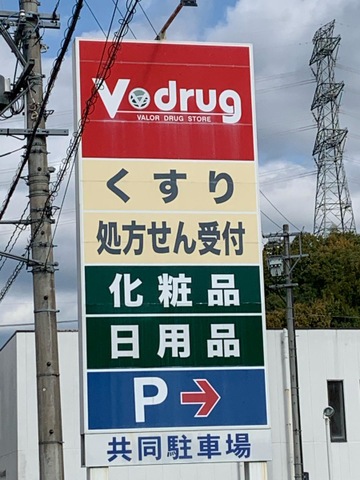 V drug
VALOR DRUG STORE
くすり
処方せん受付
化粧品
日用品
P→
共同駐車場